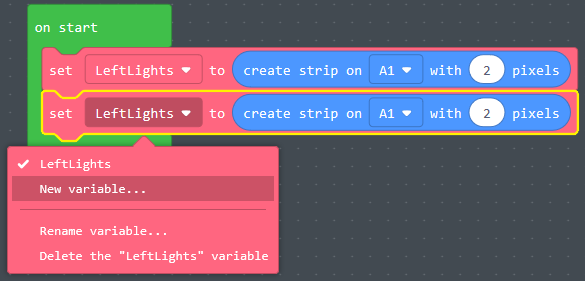 on start
set LeftLights to create strip on A1 with 2 pixels
set LeftLights to create strip on A1 with 2 pixels
LeftLights
New variable...
Rename variable...
Delete the "LeftLights" variable